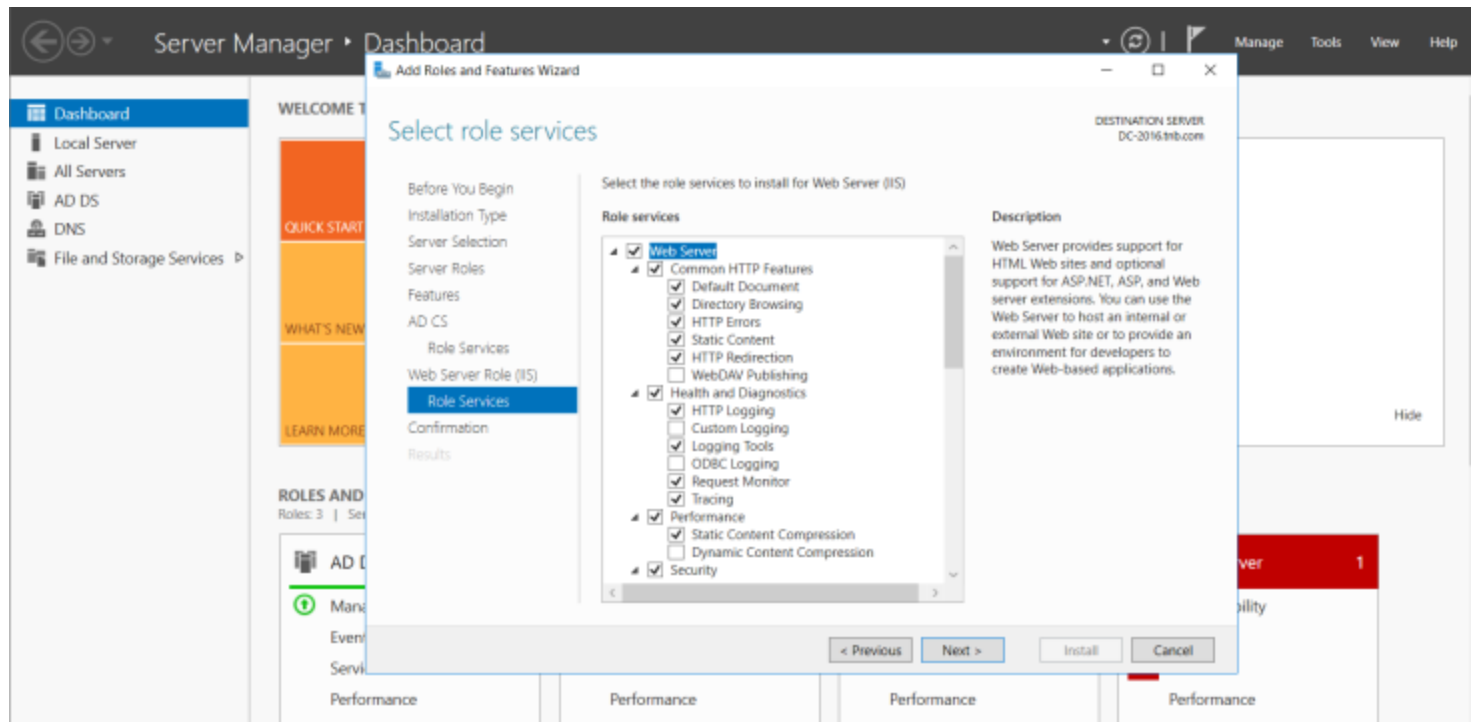 Server Manager ‣ Dashboard
Manage Tools View Help
Dashboard
Local Server
All Servers
AD DS
DNS
File and Storage Services
WELCOME T
QUICK START
WHAT'S NEW
LEARN MORE
Hide
ROLES AND
Roles: 3 | Ser
AD D
Mana
Event
Servi
Performance
Performance
Performance
ver 1
bility
Performance
Add Roles and Features Wizard
Select role services
DESTINATION SERVER
DC-2016.tnb.com
Before You Begin
Installation Type
Server Selection
Server Roles
Features
AD CS
Role Services
Web Server Role (IIS)
Role Services
Confirmation
Results
Select the role services to install for Web Server (IIS)
Role services
Web Server
Common HTTP Features
Default Document
Directory Browsing
HTTP Errors
Static Content
HTTP Redirection
WebDAV Publishing
Health and Diagnostics
HTTP Logging
Custom Logging
Logging Tools
ODBC Logging
Request Monitor
Tracing
Performance
Static Content Compression
Dynamic Content Compression
Security
Description
Web Server provides support for
HTML Web sites and optional
support for ASP.NET, ASP, and Web
server extensions. You can use the
Web Server to host an internal or
external Web site or to provide an
environment for developers to
create Web-based applications.
< Previous
Next >
Install
Cancel